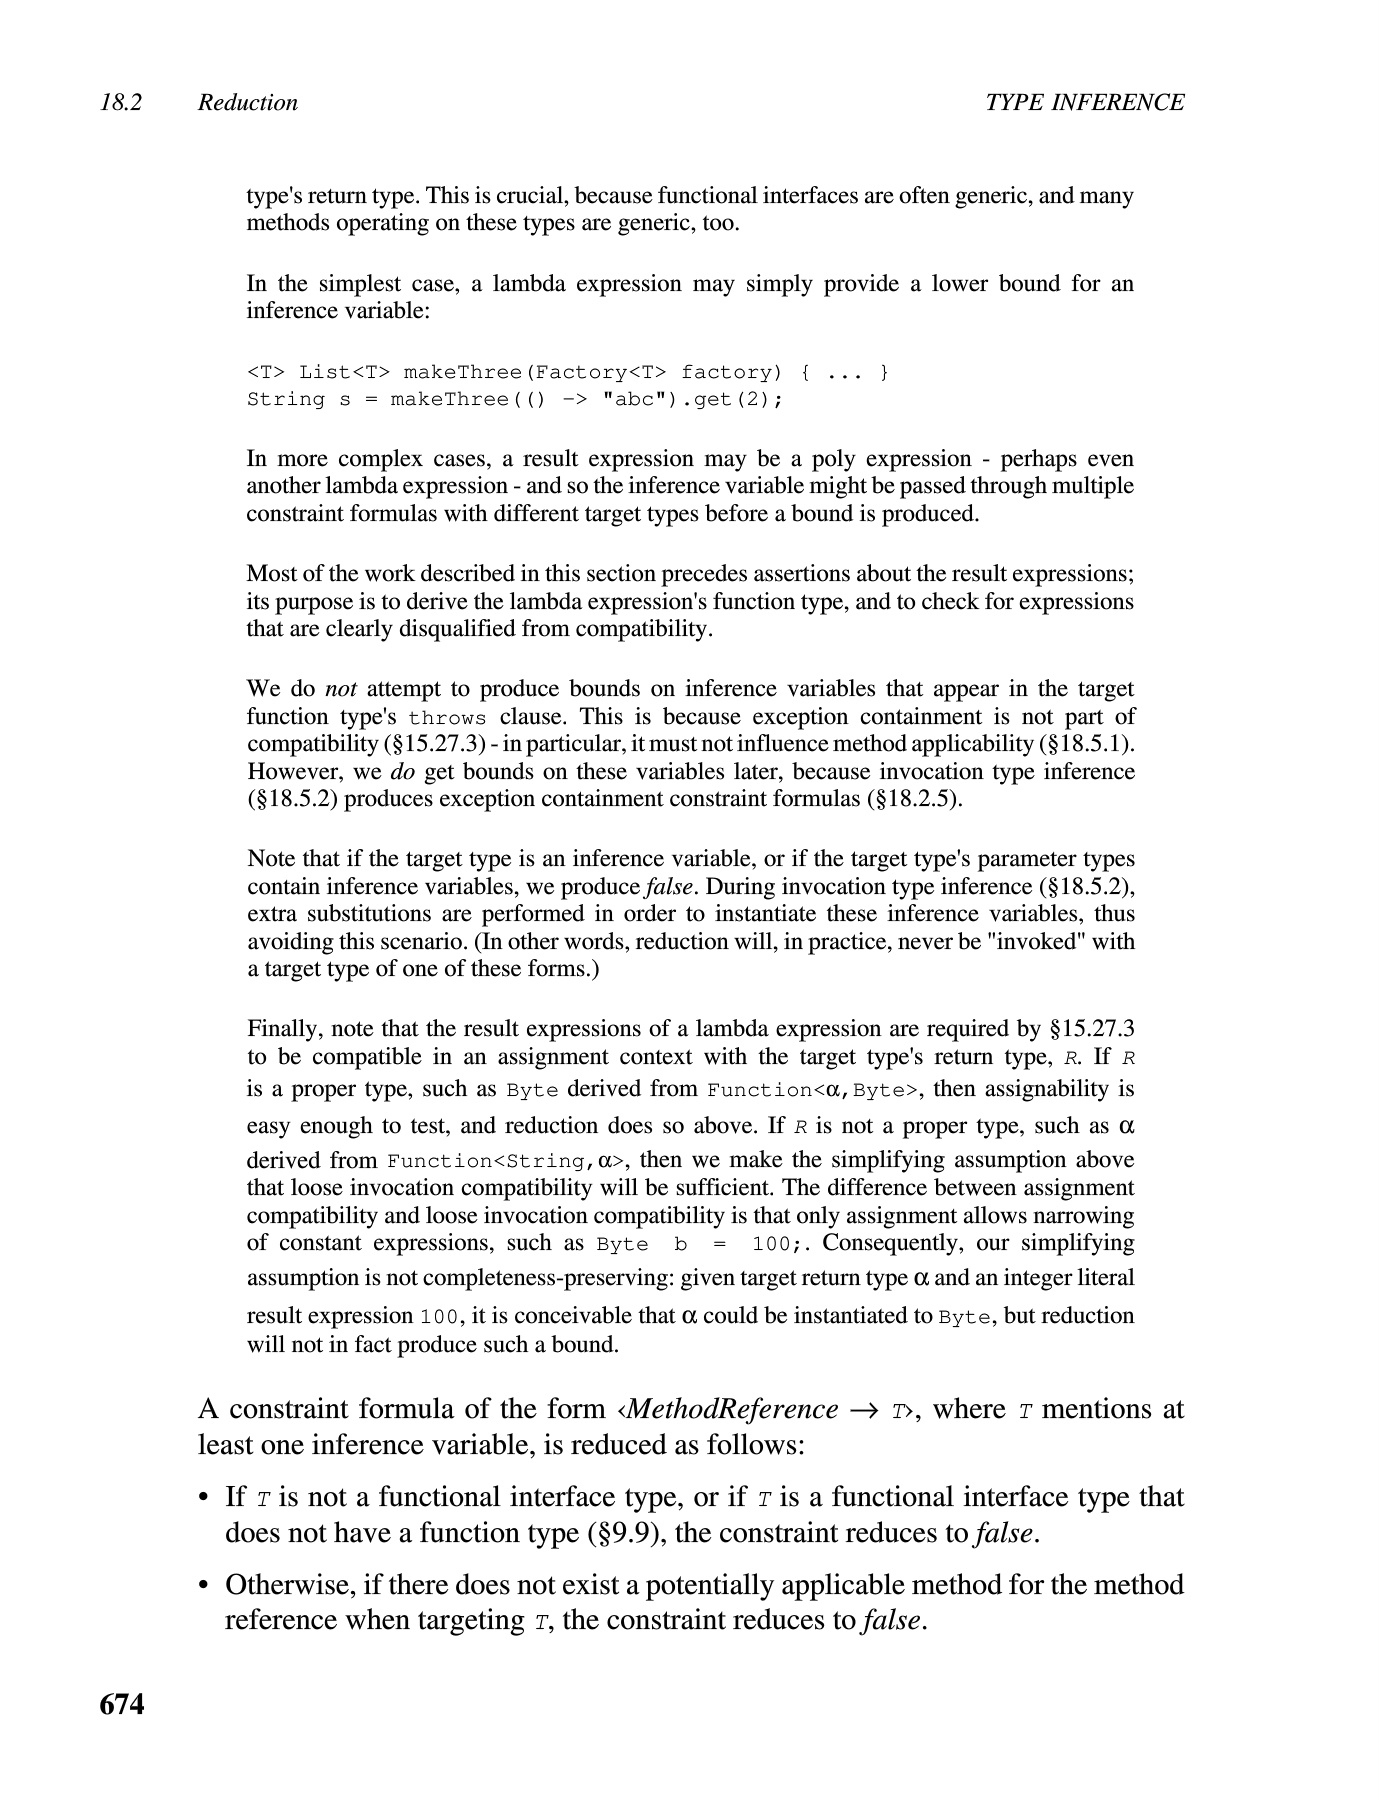 18.2 Reduction TYPE INFERENCE
type's return type. This is crucial, because functional interfaces are often generic, and many
methods operating on these types are generic, too.
In the simplest case, a lambda expression may simply provide a lower bound for an
inference variable:
<T> List<T> makeThree(Factory<T> factory) { ... }
String s = makeThree(() -> "abc").get(2);
In more complex cases, a result expression may be a poly expression - perhaps even
another lambda expression - and so the inference variable might be passed through multiple
constraint formulas with different target types before a bound is produced.
Most of the work described in this section precedes assertions about the result expressions;
its purpose is to derive the lambda expression's function type, and to check for expressions
that are clearly disqualified from compatibility.
We do not attempt to produce bounds on inference variables that appear in the target
function type's throws clause. This is because exception containment is not part of
compatibility (§15.27.3) - in particular, it must not influence method applicability (§18.5.1).
However, we do get bounds on these variables later, because invocation type inference
(§18.5.2) produces exception containment constraint formulas (§18.2.5).
Note that if the target type is an inference variable, or if the target type's parameter types
contain inference variables, we produce false. During invocation type inference (§18.5.2),
extra substitutions are performed in order to instantiate these inference variables, thus
avoiding this scenario. (In other words, reduction will, in practice, never be "invoked" with
a target type of one of these forms.)
Finally, note that the result expressions of a lambda expression are required by §15.27.3
to be compatible in an assignment context with the target type's return type, R. If R
is a proper type, such as Byte derived from Function<α,Byte>, then assignability is
easy enough to test, and reduction does so above. If R is not a proper type, such as α
derived from Function<String,α>, then we make the simplifying assumption above
that loose invocation compatibility will be sufficient. The difference between assignment
compatibility and loose invocation compatibility is that only assignment allows narrowing
of constant expressions, such as Byte b = 100;. Consequently, our simplifying
assumption is not completeness-preserving: given target return type α and an integer literal
result expression 100, it is conceivable that α could be instantiated to Byte, but reduction
will not in fact produce such a bound.
A constraint formula of the form ‹MethodReference → T›, where T mentions at
least one inference variable, is reduced as follows:
• If T is not a functional interface type, or if T is a functional interface type that
does not have a function type (§9.9), the constraint reduces to false.
• Otherwise, if there does not exist a potentially applicable method for the method
reference when targeting T, the constraint reduces to false.
674